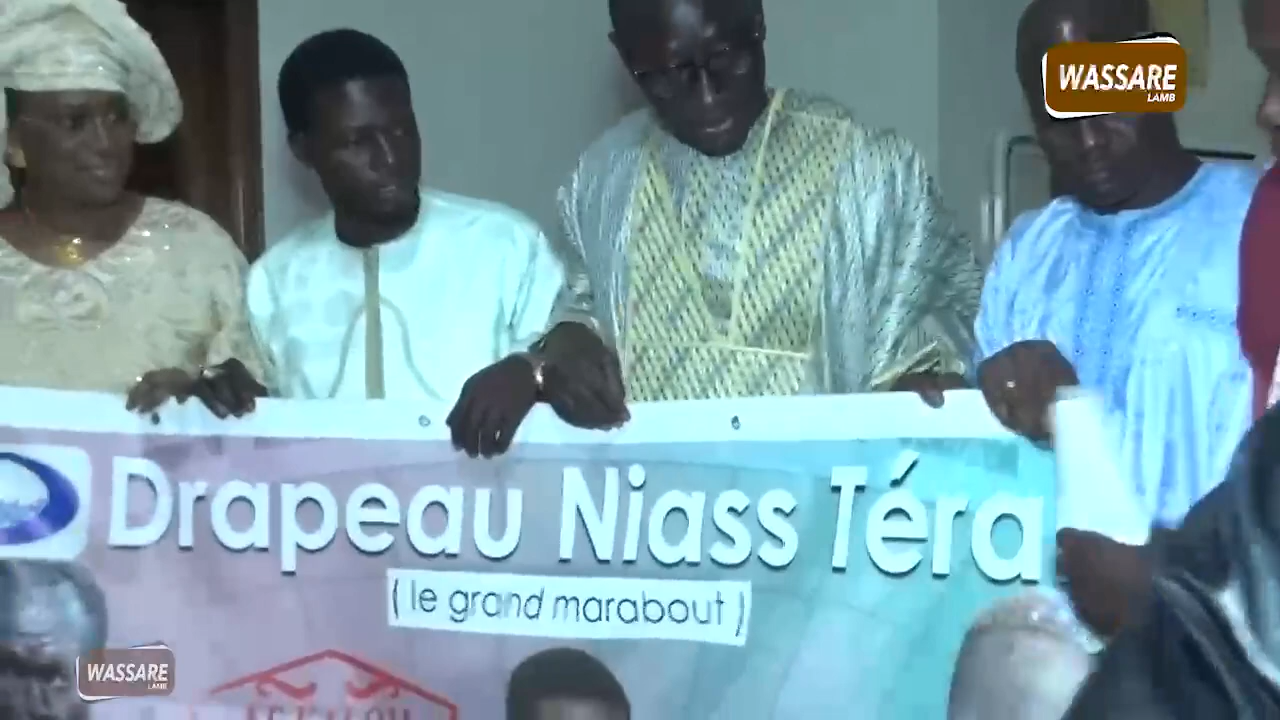 WASSARE
LAMB
Drapeau Niass Téra
( le grand marabout )
WASSARE
LAMB